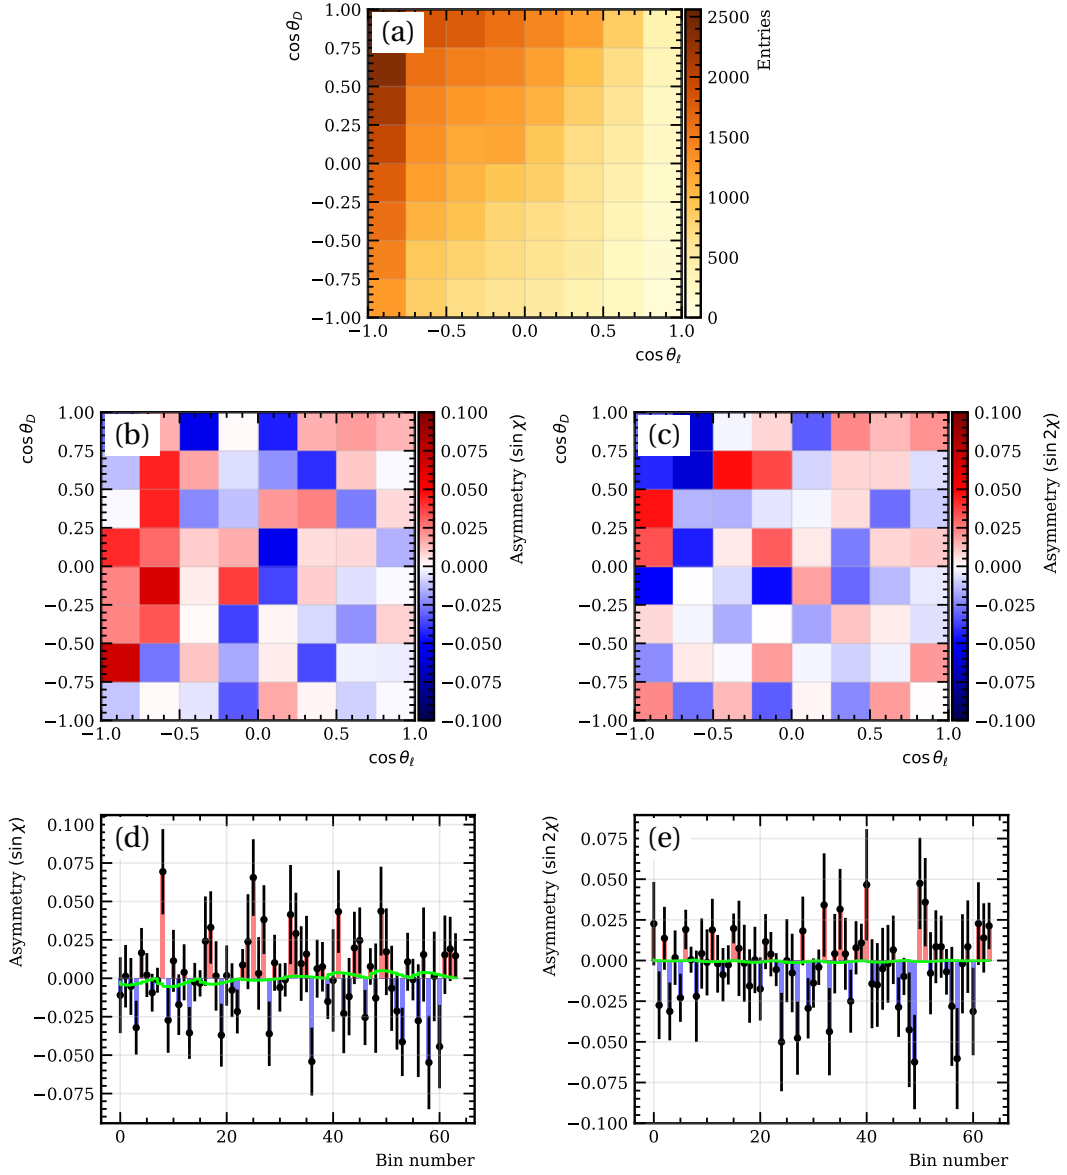 (a)
cos θ_D
1.00
0.75
0.50
0.25
0.00
−0.25
−0.50
−0.75
−1.00
−1.0 −0.5 0.0 0.5 1.0
cos θ_ℓ
2500
2000
1500
1000
500
0
Entries
(b)
cos θ_D
1.00
0.75
0.50
0.25
0.00
−0.25
−0.50
−0.75
−1.00
−1.0 −0.5 0.0 0.5 1.0
cos θ_ℓ
0.100
0.075
0.050
0.025
0.000
−0.025
−0.050
−0.075
−0.100
Asymmetry (sin χ)
(c)
cos θ_D
1.00
0.75
0.50
0.25
0.00
−0.25
−0.50
−0.75
−1.00
−1.0 −0.5 0.0 0.5 1.0
cos θ_ℓ
0.100
0.075
0.050
0.025
0.000
−0.025
−0.050
−0.075
−0.100
Asymmetry (sin 2χ)
(d)
Asymmetry (sin χ)
0.100
0.075
0.050
0.025
0.000
−0.025
−0.050
−0.075
0 20 40 60
Bin number
(e)
Asymmetry (sin 2χ)
0.075
0.050
0.025
0.000
−0.025
−0.050
−0.075
−0.100
0 20 40 60
Bin number